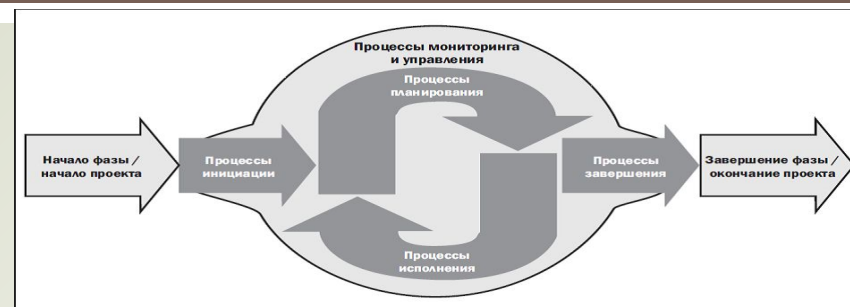 Процессы мониторинга
и управления
Процессы
планирования
Начало фазы /
начало проекта
Процессы
инициации
Процессы
завершения
Завершение фазы /
окончание проекта
Процессы
исполнения